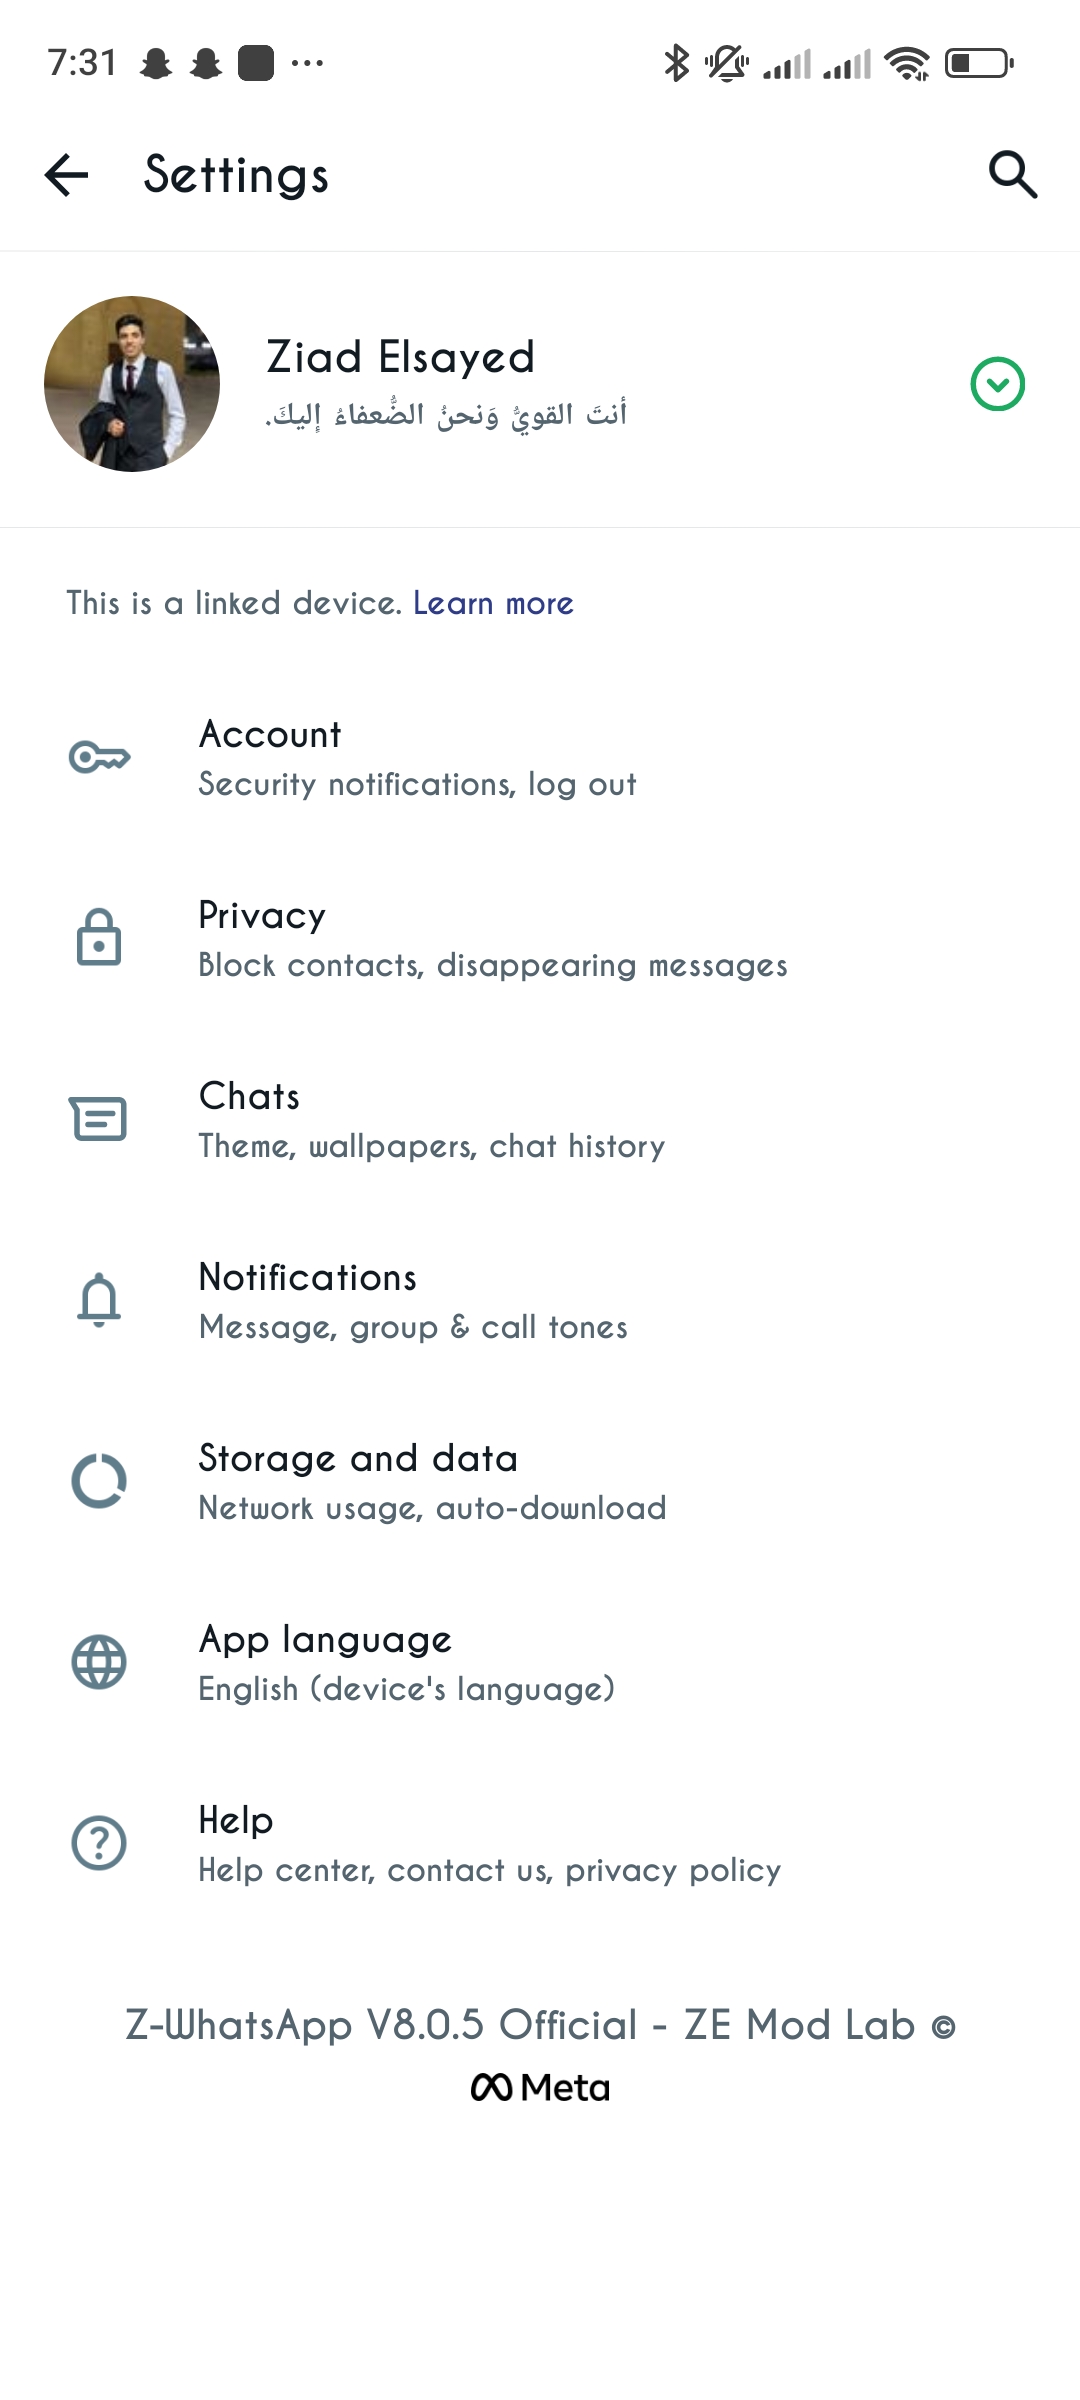 7:31
Settings
Ziad Elsayed
أنتَ القويُّ وَنحنُ الضُّعفاءُ إليكَ.
This is a linked device. Learn more
Account
Security notifications, log out
Privacy
Block contacts, disappearing messages
Chats
Theme, wallpapers, chat history
Notifications
Message, group & call tones
Storage and data
Network usage, auto-download
App language
English (device's language)
Help
Help center, contact us, privacy policy
Z-WhatsApp V8.0.5 Official - ZE Mod Lab ©
Meta